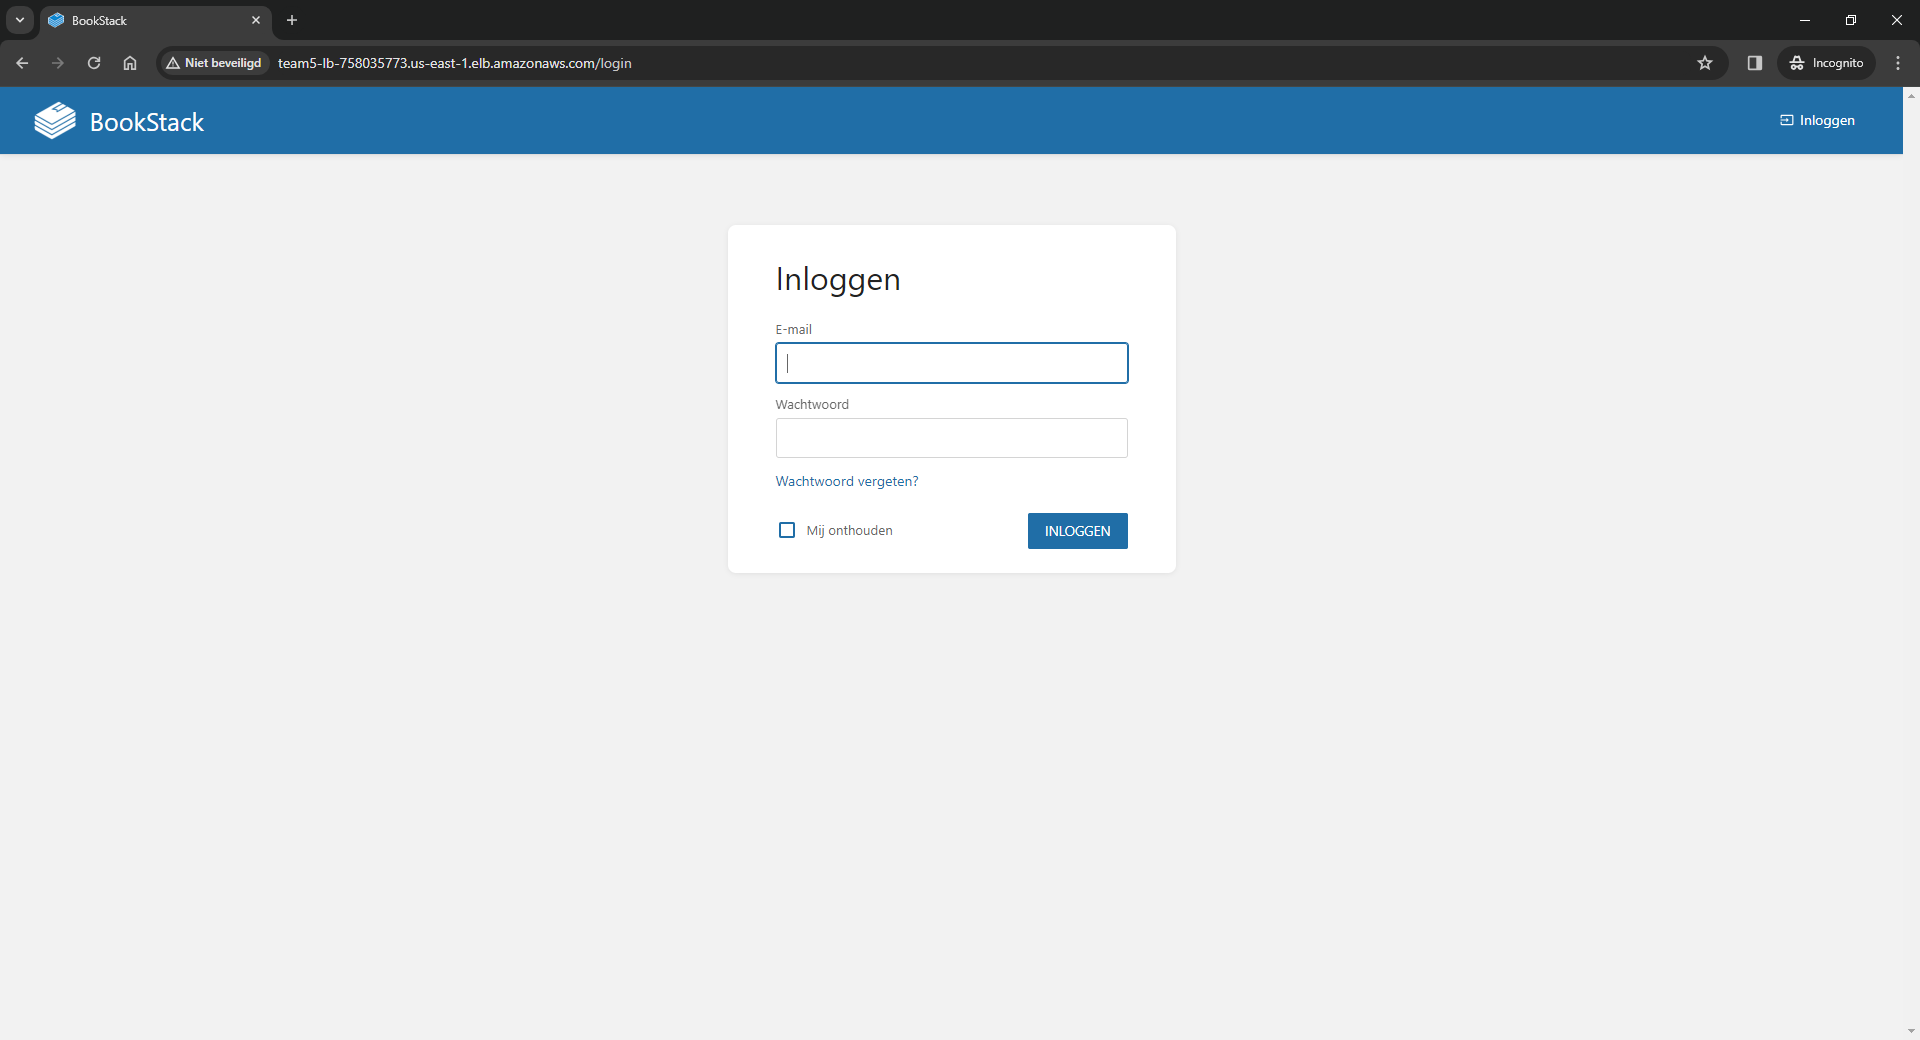 BookStack
Niet beveiligd
team5-lb-758035773.us-east-1.elb.amazonaws.com/login
Incognito
BookStack
Inloggen
Inloggen
E-mail
Wachtwoord
Wachtwoord vergeten?
Mij onthouden
INLOGGEN